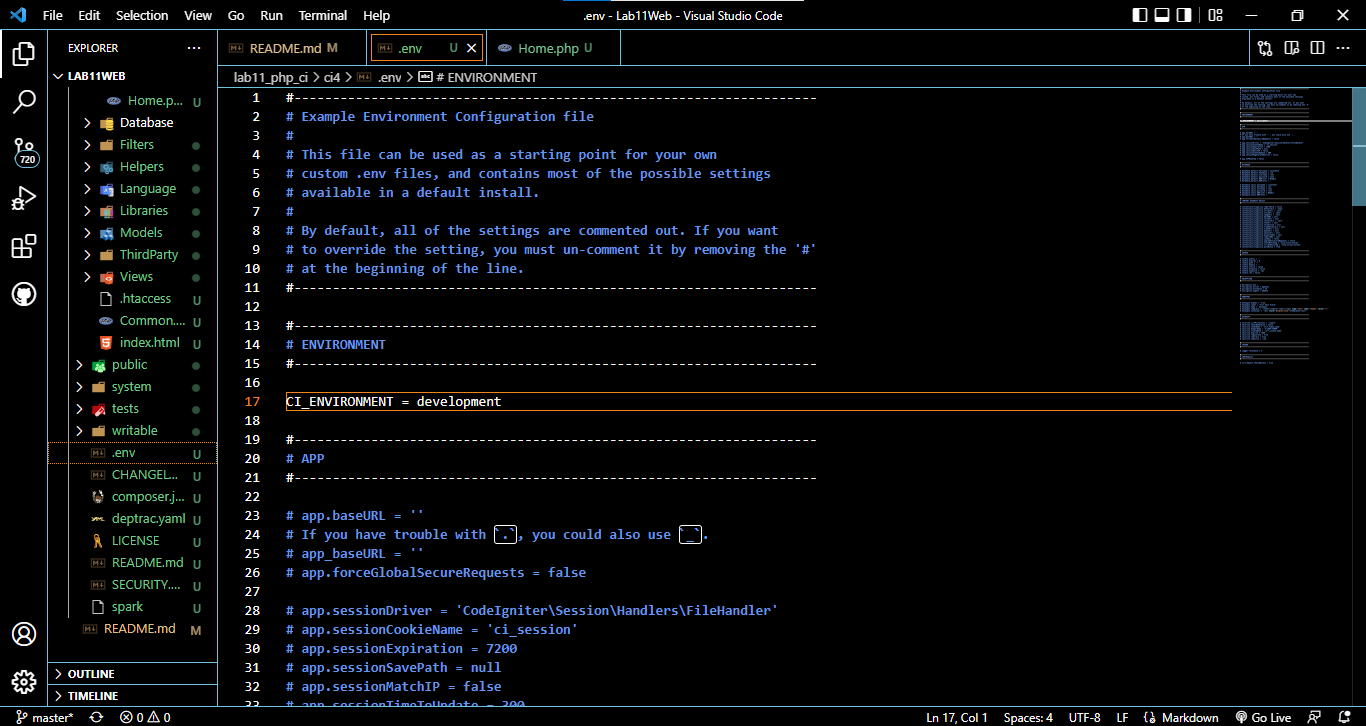 File Edit Selection View Go Run Terminal Help
.env - Lab11Web - Visual Studio Code
EXPLORER
README.md M
.env U
Home.php U
LAB11WEB
lab11_php_ci > ci4 > .env > # ENVIRONMENT
Home.p... U
Database
Filters
Helpers
Language
Libraries
Models
ThirdParty
Views
.htaccess U
Common.... U
index.html U
public
system
tests
writable
.env U
CHANGEL... U
composer.j... U
deptrac.yaml U
LICENSE U
README.md U
SECURITY.... U
spark U
README.md M
OUTLINE
TIMELINE
720
1 #--------------------------------------------------------------------
2 # Example Environment Configuration file
3 #
4 # This file can be used as a starting point for your own
5 # custom .env files, and contains most of the possible settings
6 # available in a default install.
7 #
8 # By default, all of the settings are commented out. If you want
9 # to override the setting, you must un-comment it by removing the '#'
10 # at the beginning of the line.
11 #--------------------------------------------------------------------
12
13 #--------------------------------------------------------------------
14 # ENVIRONMENT
15 #--------------------------------------------------------------------
16
17 CI_ENVIRONMENT = development
18
19 #--------------------------------------------------------------------
20 # APP
21 #--------------------------------------------------------------------
22
23 # app.baseURL = ''
24 # If you have trouble with `.`, you could also use `_`.
25 # app_baseURL = ''
26 # app.forceGlobalSecureRequests = false
27
28 # app.sessionDriver = 'CodeIgniter\Session\Handlers\FileHandler'
29 # app.sessionCookieName = 'ci_session'
30 # app.sessionExpiration = 7200
31 # app.sessionSavePath = null
32 # app.sessionMatchIP = false
33 # app.sessionTimeToUpdate = 300
master* 0 0
Ln 17, Col 1 Spaces: 4 UTF-8 LF Markdown Go Live